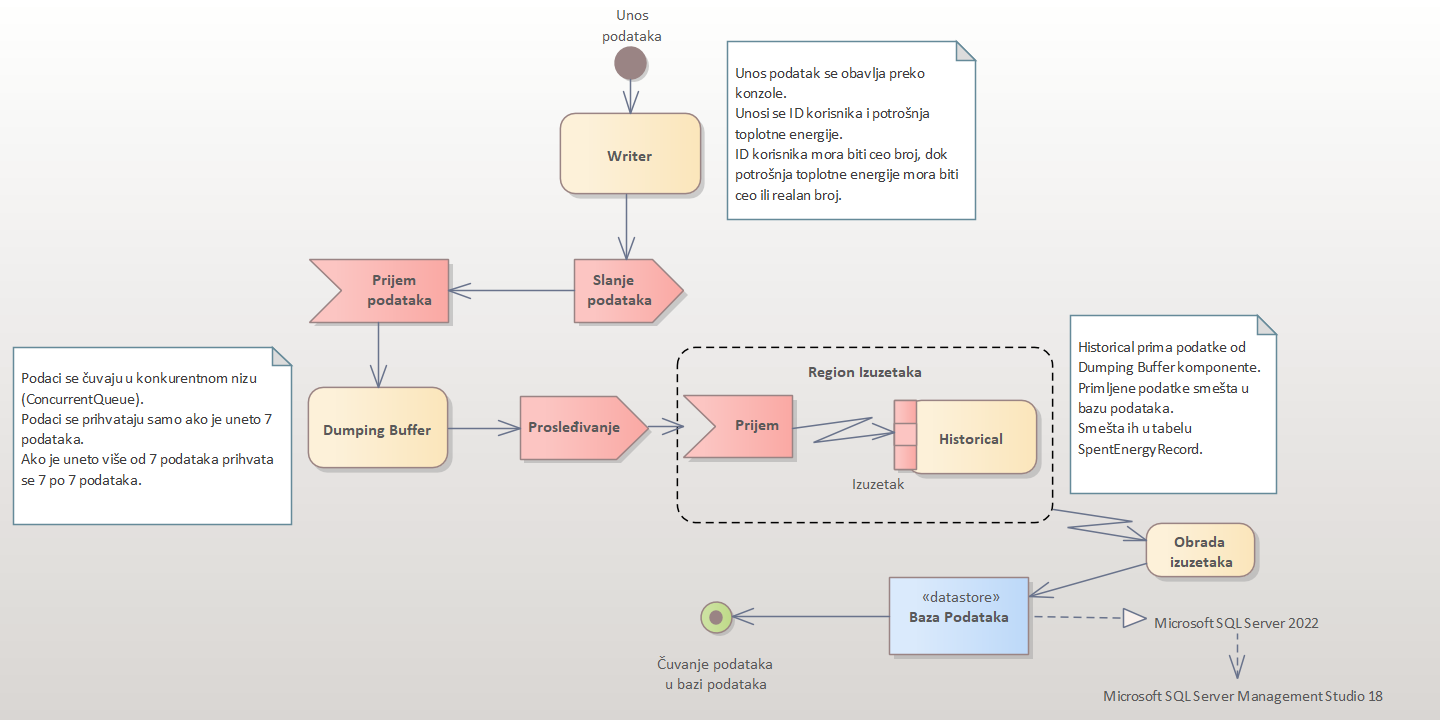 Unos
podataka
Unos podatak se obavlja preko
konzole.
Unosi se ID korisnika i potrošnja
toplotne energije.
ID korisnika mora biti ceo broj, dok
potrošnja toplotne energije mora biti
ceo ili realan broj.
Writer
Prijem
podataka
Slanje
podataka
Podaci se čuvaju u konkurentnom nizu
(ConcurrentQueue).
Podaci se prihvataju samo ako je uneto 7
podataka.
Ako je uneto više od 7 podataka prihvata
se 7 po 7 podataka.
Dumping Buffer
Prosleđivanje
Region Izuzetaka
Prijem
Historical
Izuzetak
Historical prima podatke od
Dumping Buffer komponente.
Primljene podatke smešta u
bazu podataka.
Smešta ih u tabelu
SpentEnergyRecord.
Obrada
izuzetaka
«datastore»
Baza Podataka
Microsoft SQL Server 2022
Čuvanje podataka
u bazi podataka
Microsoft SQL Server Management Studio 18